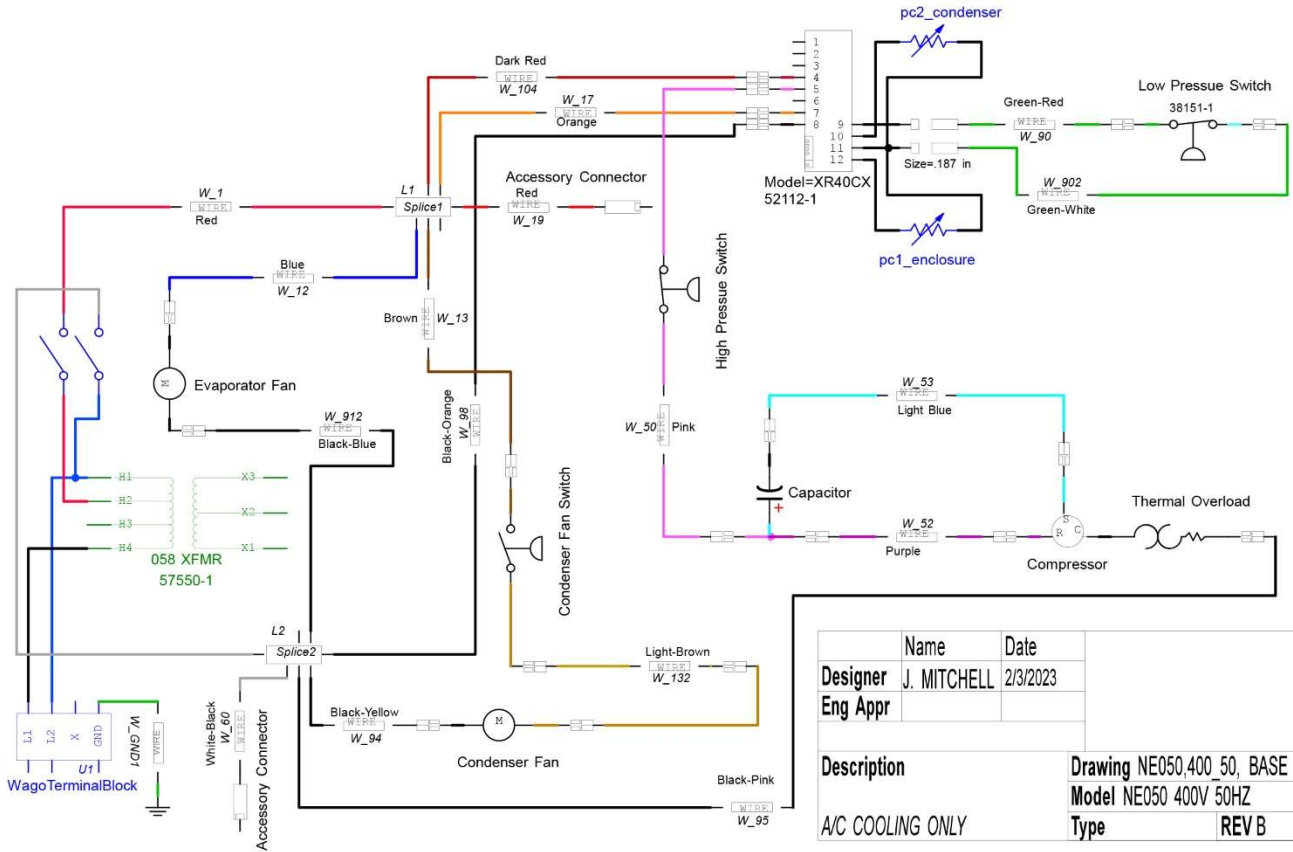 pc2_condenser
1
2
3
4
5
6
7
8
9
10
11
12
Dark Red
WIRE
W_104
W_17
WIRE
Orange
Green-Red
WIRE
W_90
Low Pressue Switch
38151-1
Size=.187 in
Model=XR40CX
52112-1
W_902
WIRE
Green-White
pc1_enclosure
W_1
WIRE
Red
L1
Splice1
Accessory Connector
Red
WIRE
W_19
Blue
WIRE
W_12
Brown
WIRE
W_13
High Pressue Switch
M
Evaporator Fan
W_912
WIRE
Black-Blue
Black-Orange
W_98
WIRE
W_50
WIRE
Pink
W_53
WIRE
Light Blue
Capacitor
+
W_52
WIRE
Purple
S
R
C
Compressor
Thermal Overload
H1
H2
H3
H4
X3
X2
X1
058 XFMR
57550-1
Condenser Fan Switch
L2
Splice2
Light-Brown
WIRE
W_132
Black-Yellow
WIRE
W_94
M
Condenser Fan
White-Black
W_60
WIRE
Accessory Connector
L1
L2
X
GND
U1
WagoTerminalBlock
W_GND1
WIRE
Black-Pink
WIRE
W_95
Name Date
Designer J. MITCHELL 2/3/2023
Eng Appr
Description Drawing NE050,400_50, BASE
Model NE050 400V 50HZ
A/C COOLING ONLY Type REV B